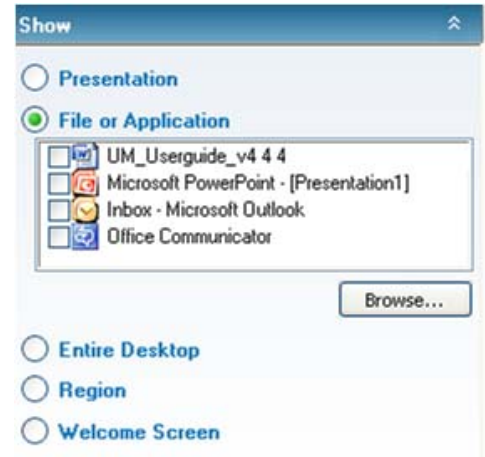 Show
Presentation
File or Application
UM_Userguide_v4 4 4
Microsoft PowerPoint - [Presentation1]
Inbox - Microsoft Outlook
Office Communicator
Browse...
Entire Desktop
Region
Welcome Screen